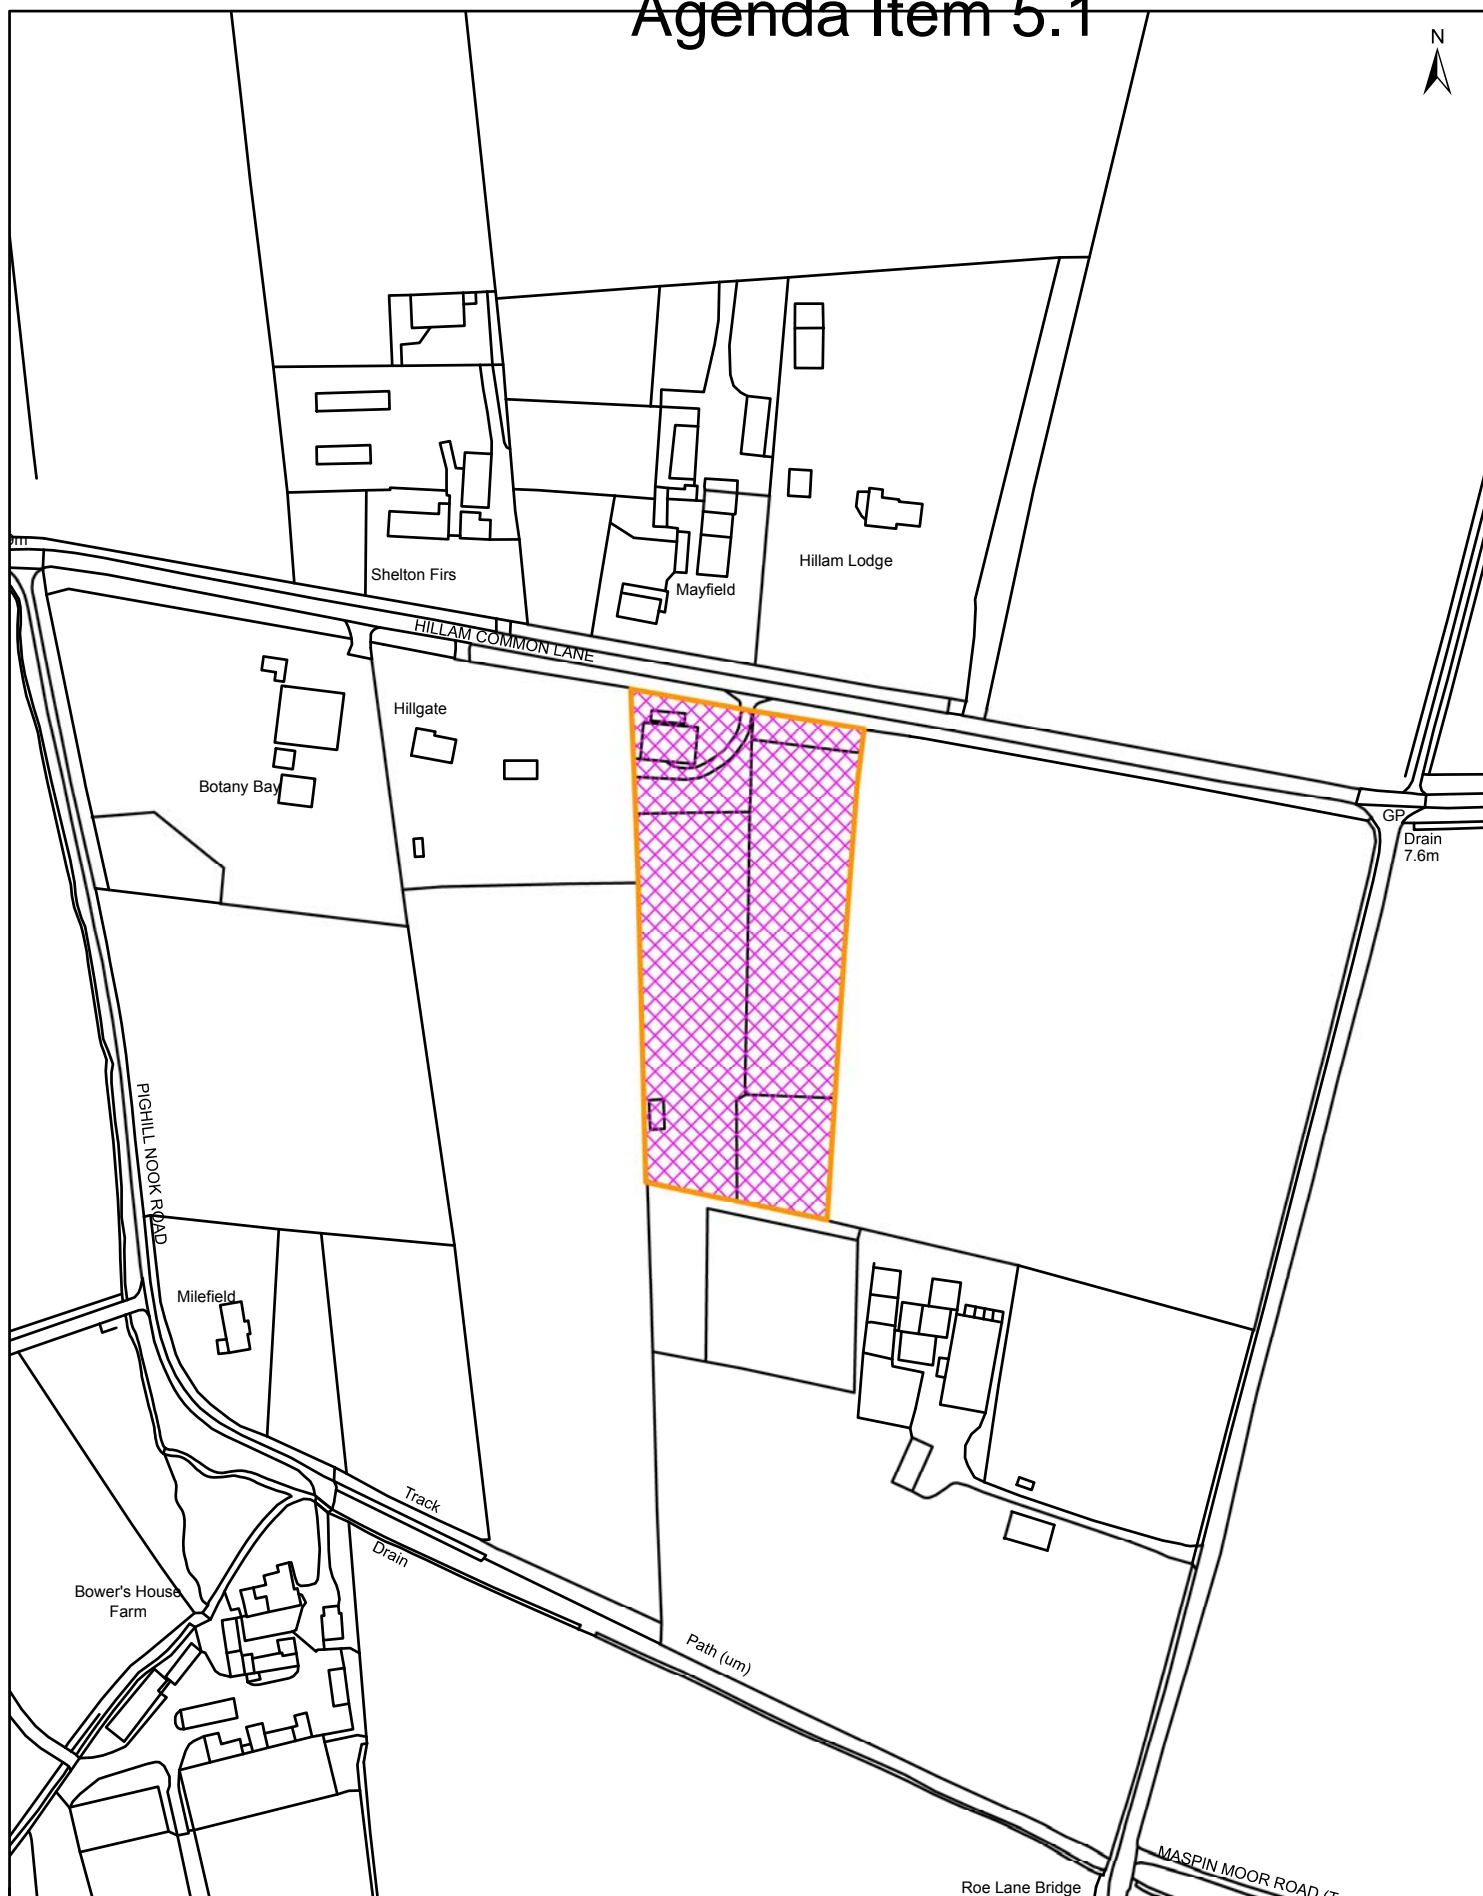 Agenda Item 5.1
N
Shelton Firs
Mayfield
Hillam Lodge
HILLAM COMMON LANE
Hillgate
Botany Bay
GP
Drain
7.6m
PIGHILL NOOK ROAD
Milefield
Track
Drain
Bower's House
Farm
Path (um)
MASPIN MOOR ROAD
Roe Lane Bridge